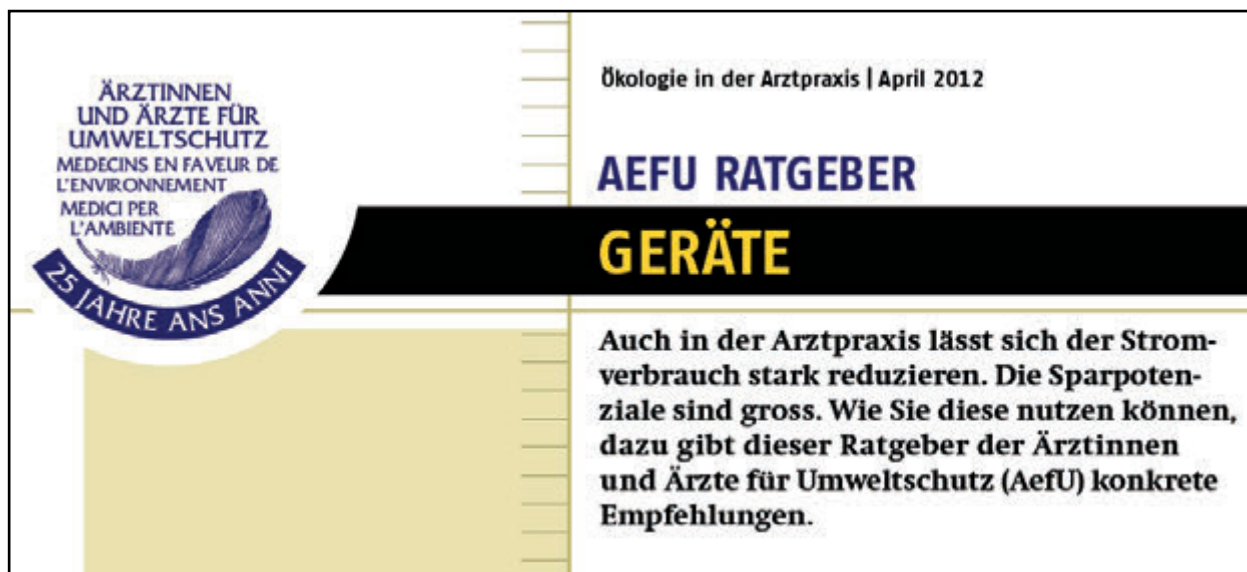 ÄRZTINNEN
UND ÄRZTE FÜR
UMWELTSCHUTZ
MEDECINS EN FAVEUR DE
L'ENVIRONNEMENT
MEDICI PER
L'AMBIENTE
25 JAHRE ANS ANNI
Ökologie in der Arztpraxis | April 2012
AEFU RATGEBER
GERÄTE
Auch in der Arztpraxis lässt sich der Strom-
verbrauch stark reduzieren. Die Sparpoten-
ziale sind gross. Wie Sie diese nutzen können,
dazu gibt dieser Ratgeber der Ärztinnen
und Ärzte für Umweltschutz (AefU) konkrete
Empfehlungen.